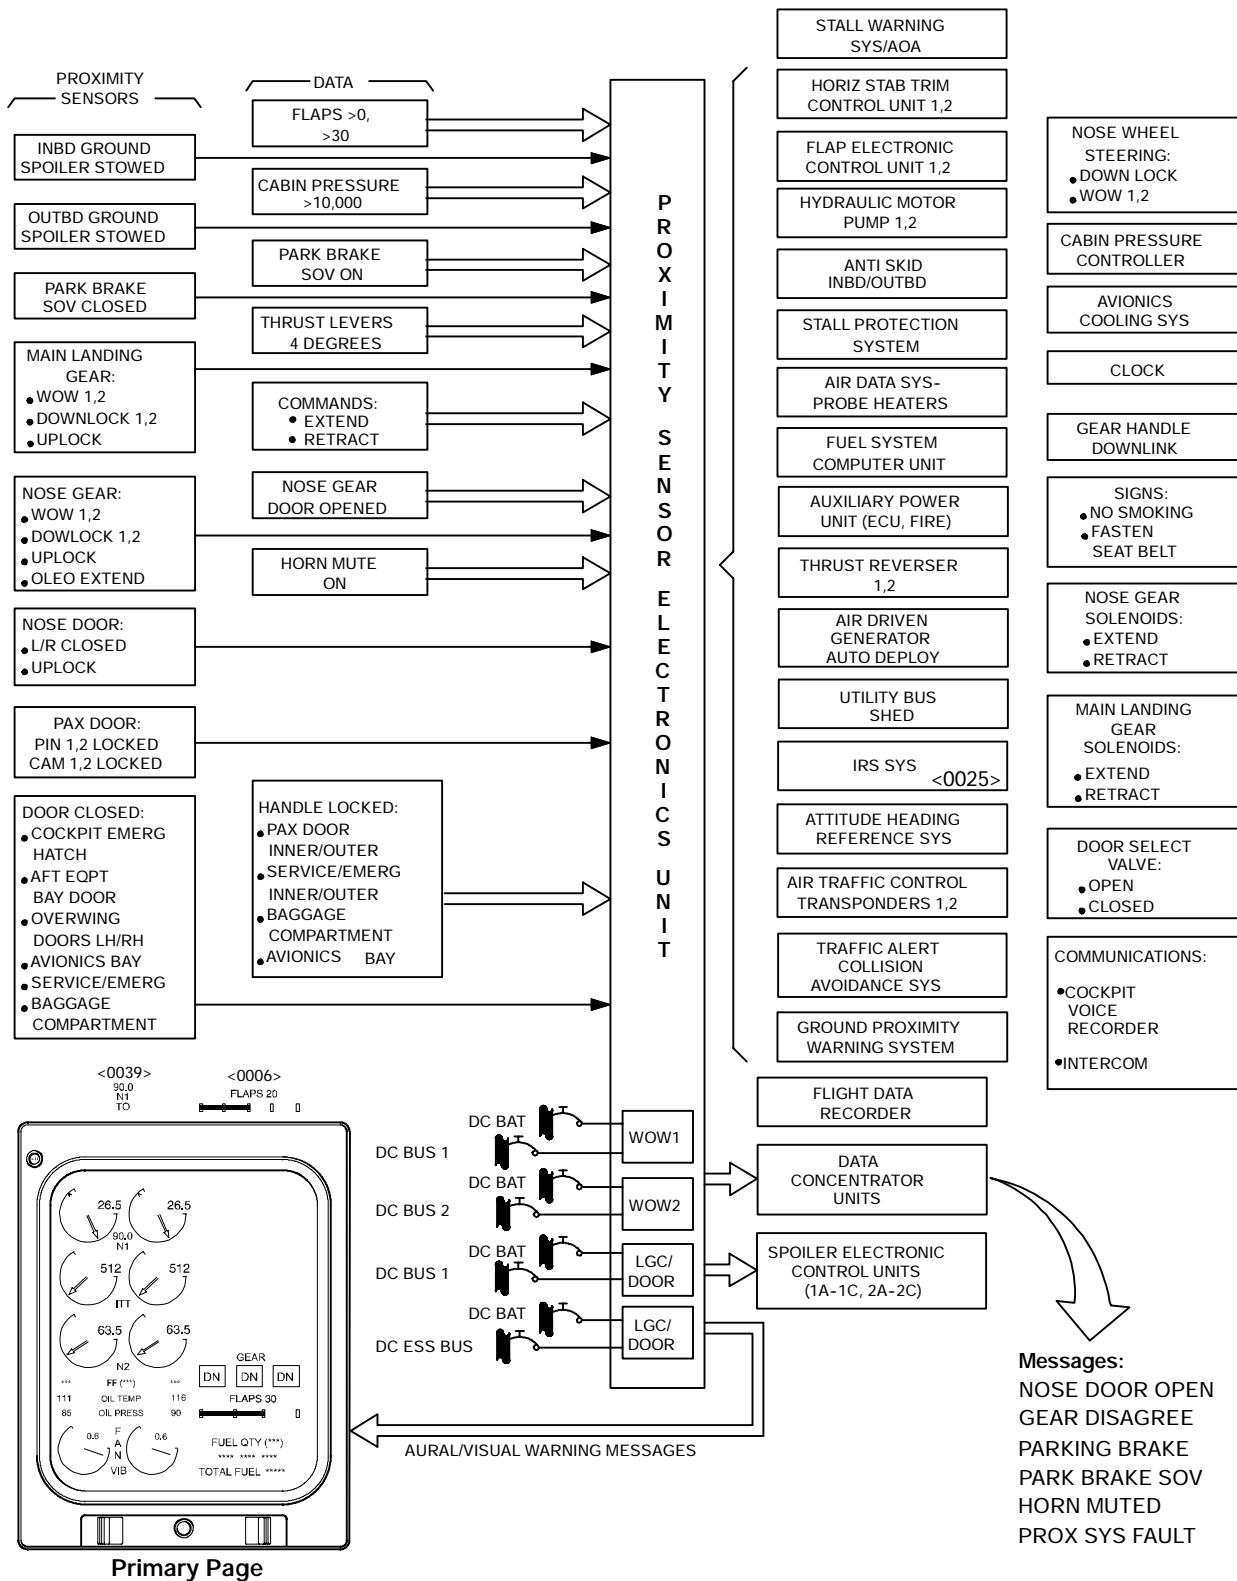 PROXIMITY
SENSORS
INBD GROUND
SPOILER STOWED
OUTBD GROUND
SPOILER STOWED
PARK BRAKE
SOV CLOSED
MAIN LANDING
GEAR:
• WOW 1,2
• DOWNLOCK 1,2
• UPLOCK
NOSE GEAR:
• WOW 1,2
• DOWLOCK 1,2
• UPLOCK
• OLEO EXTEND
NOSE DOOR:
• L/R CLOSED
• UPLOCK
PAX DOOR:
PIN 1,2 LOCKED
CAM 1,2 LOCKED
DOOR CLOSED:
• COCKPIT EMERG
HATCH
• AFT EQPT
BAY DOOR
• OVERWING
DOORS LH/RH
• AVIONICS BAY
• SERVICE/EMERG
• BAGGAGE
COMPARTMENT
DATA
FLAPS >0,
>30
CABIN PRESSURE
>10,000
PARK BRAKE
SOV ON
THRUST LEVERS
4 DEGREES
COMMANDS:
• EXTEND
• RETRACT
NOSE GEAR
DOOR OPENED
HORN MUTE
ON
HANDLE LOCKED:
• PAX DOOR
INNER/OUTER
• SERVICE/EMERG
INNER/OUTER
• BAGGAGE
COMPARTMENT
• AVIONICS BAY
PROXIMITY SENSOR ELECTRONICS UNIT
STALL WARNING
SYS/AOA
HORIZ STAB TRIM
CONTROL UNIT 1,2
FLAP ELECTRONIC
CONTROL UNIT 1,2
HYDRAULIC MOTOR
PUMP 1,2
ANTI SKID
INBD/OUTBD
STALL PROTECTION
SYSTEM
AIR DATA SYS-
PROBE HEATERS
FUEL SYSTEM
COMPUTER UNIT
AUXILIARY POWER
UNIT (ECU, FIRE)
THRUST REVERSER
1,2
AIR DRIVEN
GENERATOR
AUTO DEPLOY
UTILITY BUS
SHED
IRS SYS
<0025>
ATTITUDE HEADING
REFERENCE SYS
AIR TRAFFIC CONTROL
TRANSPONDERS 1,2
TRAFFIC ALERT
COLLISION
AVOIDANCE SYS
GROUND PROXIMITY
WARNING SYSTEM
NOSE WHEEL
STEERING:
• DOWN LOCK
• WOW 1,2
CABIN PRESSURE
CONTROLLER
AVIONICS
COOLING SYS
CLOCK
GEAR HANDLE
DOWNLINK
SIGNS:
• NO SMOKING
• FASTEN
SEAT BELT
NOSE GEAR
SOLENOIDS:
• EXTEND
• RETRACT
MAIN LANDING
GEAR
SOLENOIDS:
• EXTEND
• RETRACT
DOOR SELECT
VALVE:
• OPEN
• CLOSED
COMMUNICATIONS:
• COCKPIT
VOICE
RECORDER
• INTERCOM
FLIGHT DATA
RECORDER
DATA
CONCENTRATOR
UNITS
SPOILER ELECTRONIC
CONTROL UNITS
(1A-1C, 2A-2C)
DC BAT
DC BUS 1
WOW1
DC BAT
DC BUS 2
WOW2
DC BAT
DC BUS 1
LGC/
DOOR
DC BAT
DC ESS BUS
LGC/
DOOR
AURAL/VISUAL WARNING MESSAGES
Messages:
NOSE DOOR OPEN
GEAR DISAGREE
PARKING BRAKE
PARK BRAKE SOV
HORN MUTED
PROX SYS FAULT
<0039> <0006>
90.0
N1
TO
FLAPS 20
26.5 26.5
90.0
N1
512 512
ITT
63.5 63.5
N2
*** FF (***) ***
111 OIL TEMP 116
85 OIL PRESS 90
0.6 FAN 0.6
VIB
GEAR
DN DN DN
FLAPS 30
FUEL QTY (***)
**** **** ****
TOTAL FUEL *****
Primary Page